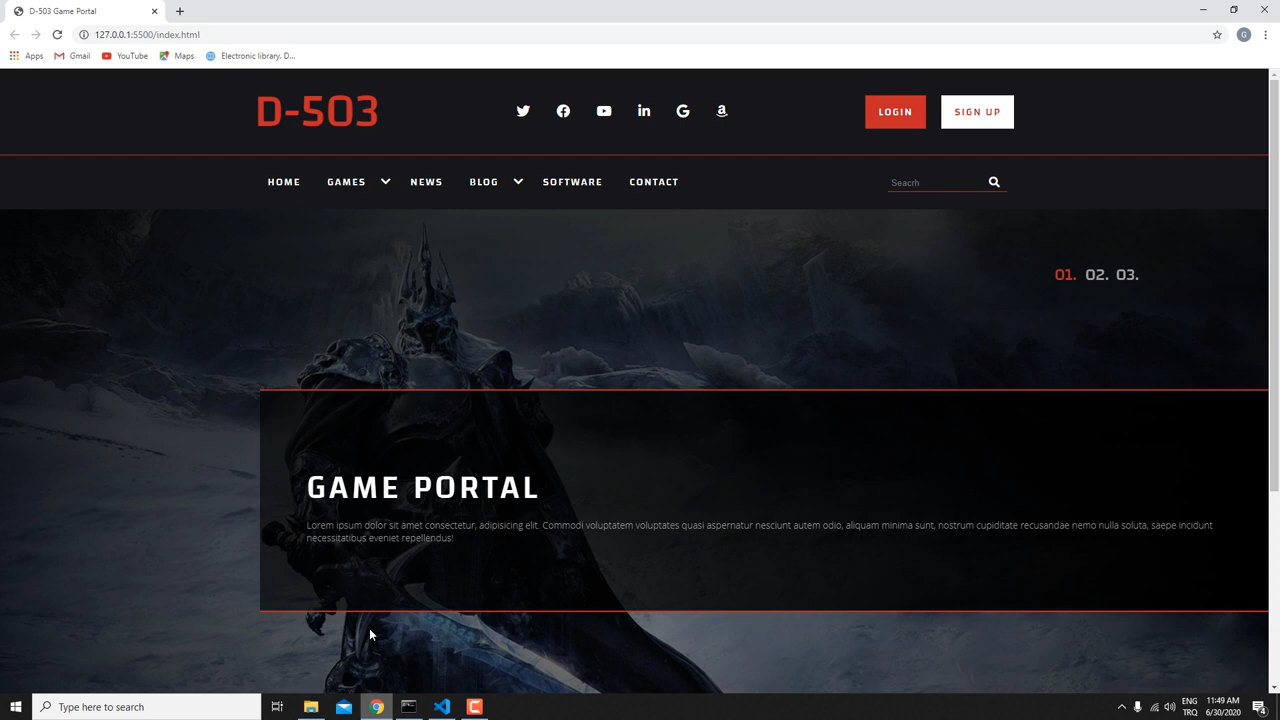 D-503 Game Portal
127.0.0.1:5500/index.html
G
Apps
Gmail
YouTube
Maps
Electronic library. D...
D-503
LOGIN
SIGN UP
HOME
GAMES
NEWS
BLOG
SOFTWARE
CONTACT
Seacrh
01. 02. 03.
GAME PORTAL
Lorem ipsum dolor sit amet consectetur, adipisicing elit. Commodi voluptatem voluptates quasi aspernatur nesciunt autem odio, aliquam minima sunt, nostrum cupiditate recusandae nemo nulla soluta, saepe incidunt
necessitatibus eveniet repellendus!
Type here to search
ENG
TRQ
11:49 AM
6/30/2020
4